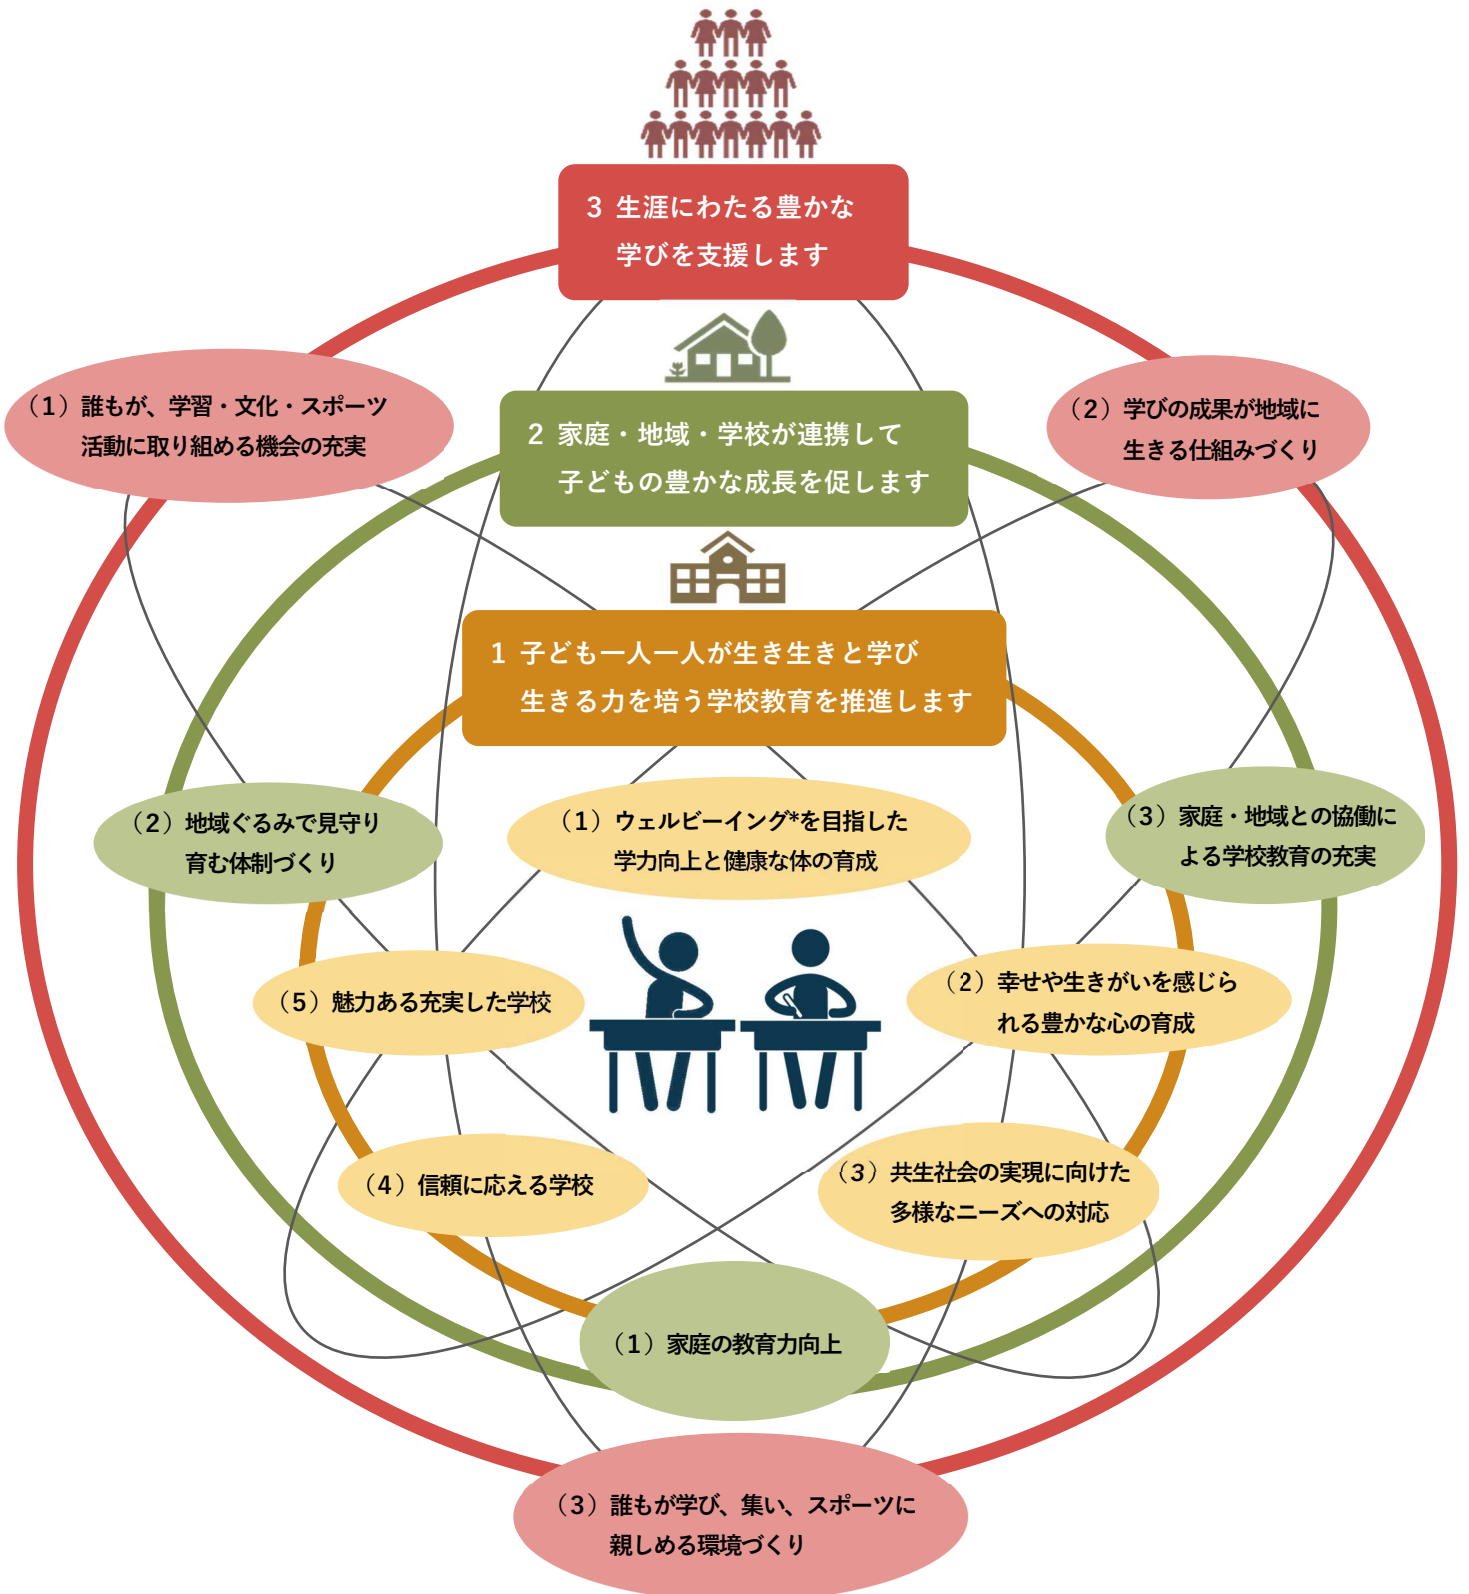 3 生涯にわたる豊かな
学びを支援します
(1)誰もが、学習・文化・スポーツ
活動に取り組める機会の充実
(2)学びの成果が地域に
生きる仕組みづくり
2 家庭・地域・学校が連携して
子どもの豊かな成長を促します
1 子ども一人一人が生き生きと学び
生きる力を培う学校教育を推進します
(2)地域ぐるみで見守り
育む体制づくり
(1)ウェルビーイング*を目指した
学力向上と健康な体の育成
(3)家庭・地域との協働に
よる学校教育の充実
(5)魅力ある充実した学校
(2)幸せや生きがいを感じら
れる豊かな心の育成
(4)信頼に応える学校
(3)共生社会の実現に向けた
多様なニーズへの対応
(1)家庭の教育力向上
(3)誰もが学び、集い、スポーツに
親しめる環境づくり